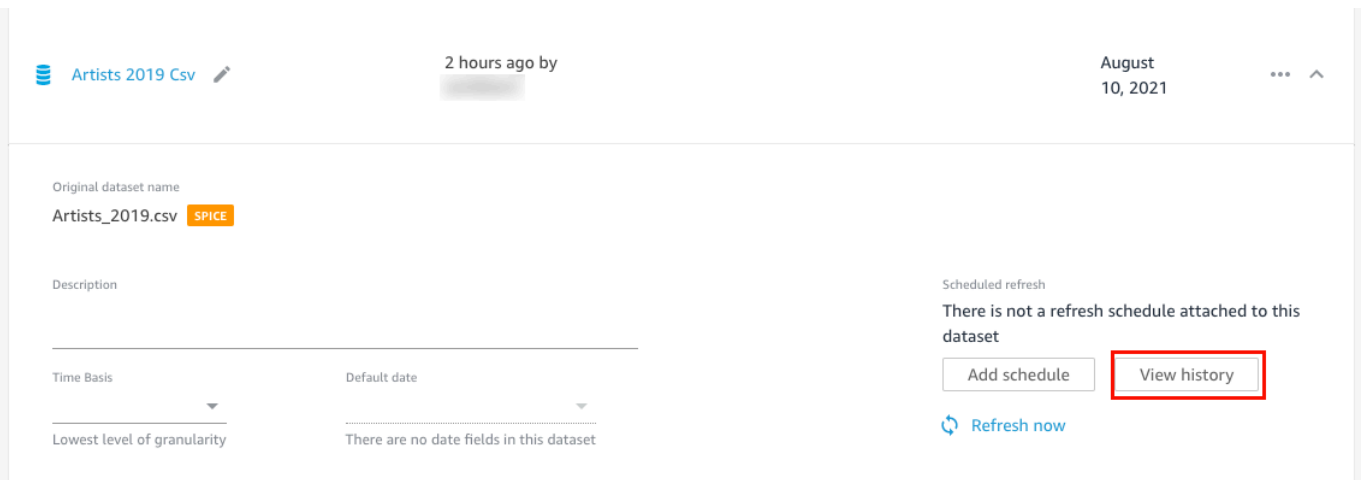 Artists 2019 Csv
2 hours ago by
August
10, 2021
Original dataset name
Artists_2019.csv SPICE
Description
Scheduled refresh
There is not a refresh schedule attached to this
dataset
Time Basis
Default date
Add schedule
View history
Lowest level of granularity
There are no date fields in this dataset
Refresh now